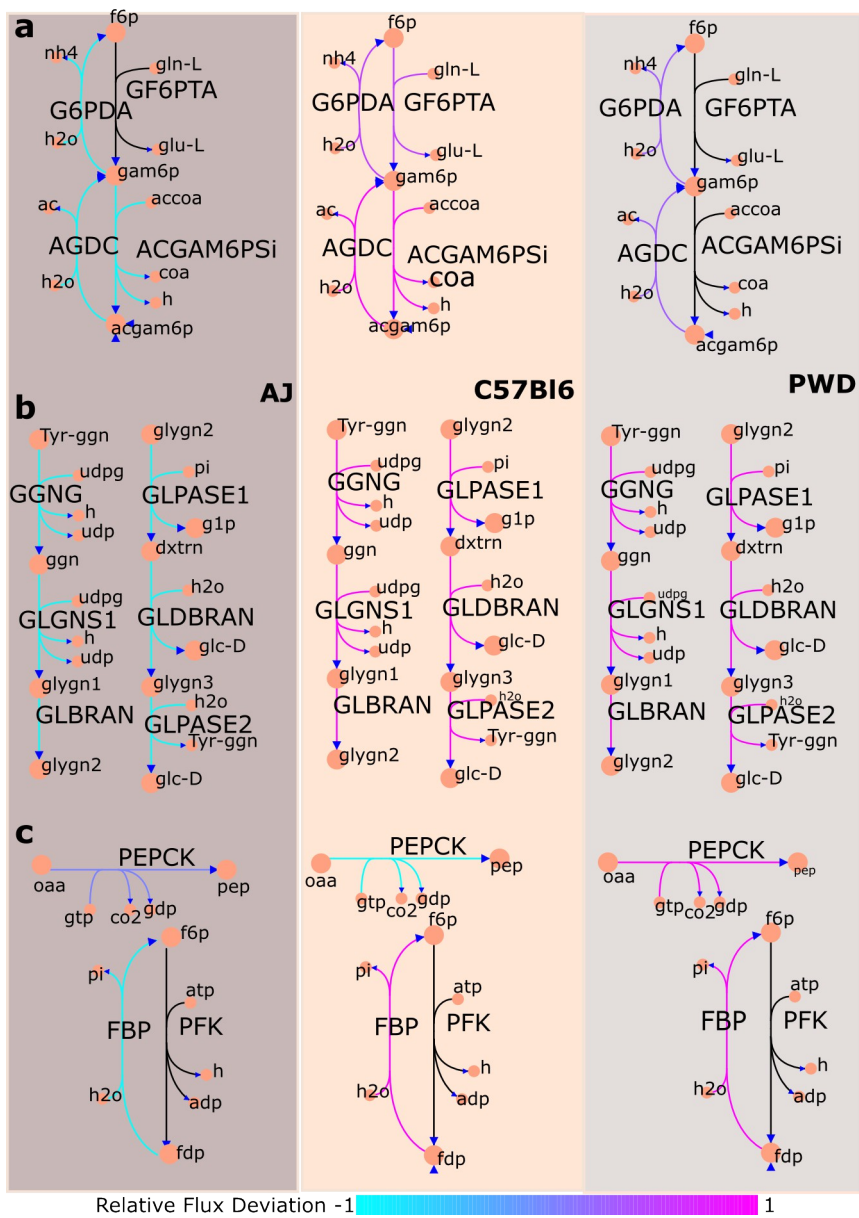 a
f6p
nh4
gln-L
GF6PTA
G6PDA
h2o
glu-L
gam6p
ac
accoa
AGDC
ACGAM6PSi
coa
h2o
h
acgam6p
AJ
f6p
nh4
gln-L
G6PDA
GF6PTA
h2o
glu-L
gam6p
ac
accoa
AGDC
ACGAM6PSi
coa
h2o
h
acgam6p
C57Bl6
f6p
nh4
gln-L
G6PDA
GF6PTA
h2o
glu-L
gam6p
ac
accoa
AGDC
ACGAM6PSi
coa
h2o
h
acgam6p
PWD
b
Tyr-ggn
glygn2
udpg
pi
GGNG
GLPASE1
h
g1p
udp
ggn
dxtrn
udpg
h2o
GLGNS1
GLDBRAN
h
glc-D
udp
glygn1
glygn3
h2o
GLBRAN
GLPASE2
Tyr-ggn
glygn2
glc-D
Tyr-ggn
glygn2
udpg
pi
GGNG
GLPASE1
h
g1p
udp
ggn
dxtrn
udpg
h2o
GLGNS1
GLDBRAN
h
glc-D
udp
glygn1
glygn3
h2o
GLBRAN
GLPASE2
Tyr-ggn
glygn2
glc-D
Tyr-ggn
glygn2
udpg
pi
GGNG
GLPASE1
h
g1p
udp
ggn
dxtrn
udpg
h2o
GLGNS1
GLDBRAN
h
glc-D
udp
glygn1
glygn3
h2o
GLBRAN
GLPASE2
Tyr-ggn
glygn2
glc-D
c
PEPCK
oaa
pep
gtp
co2
gdp
f6p
pi
atp
FBP
PFK
h
h2o
adp
fdp
PEPCK
oaa
pep
gtp
co2
gdp
f6p
pi
atp
FBP
PFK
h
h2o
adp
fdp
PEPCK
oaa
pep
gtp
co2
gdp
f6p
pi
atp
FBP
PFK
h
h2o
adp
fdp
Relative Flux Deviation -1 1